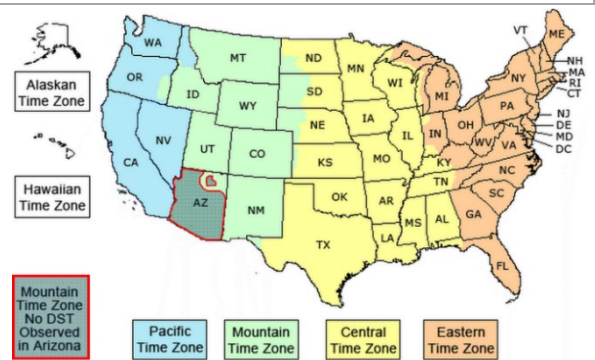 WA
MT
ND
MN
ME
VT
NH
MA
RI
CT
NY
OR
ID
WY
SD
WI
MI
PA
NJ
DE
MD
DC
NV
UT
CO
NE
IA
IL
IN
OH
WV
VA
CA
KS
MO
KY
NC
TN
SC
AZ
NM
OK
AR
MS
AL
GA
TX
LA
FL
Alaskan
Time Zone
Hawaiian
Time Zone
Mountain
Time Zone
No DST
Observed
in Arizona
Pacific
Time Zone
Mountain
Time Zone
Central
Time Zone
Eastern
Time Zone